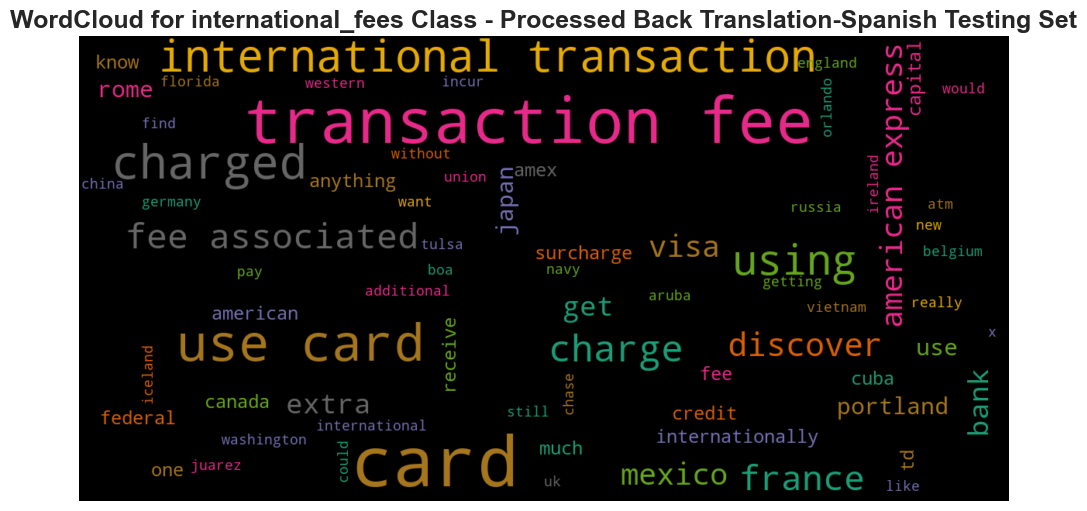 WordCloud for international_fees Class - Processed Back Translation-Spanish Testing Set
international transaction
know
england
florida
western
incur
rome
american express
capital
would
orlando
transaction fee
find
charged
without
amex
ireland
china
anything
union
japan
germany
want
russia
atm
new
fee associated
tulsa
surcharge
visa
using
belgium
pay
boa
navy
getting
additional
aruba
vietnam
really
american
get
use card
receive
charge
discover
use
x
iceland
fee
cuba
bank
canada
extra
chase
portland
federal
still
credit
international
washington
internationally
could
card
much
td
one
juarez
mexico
france
uk
like